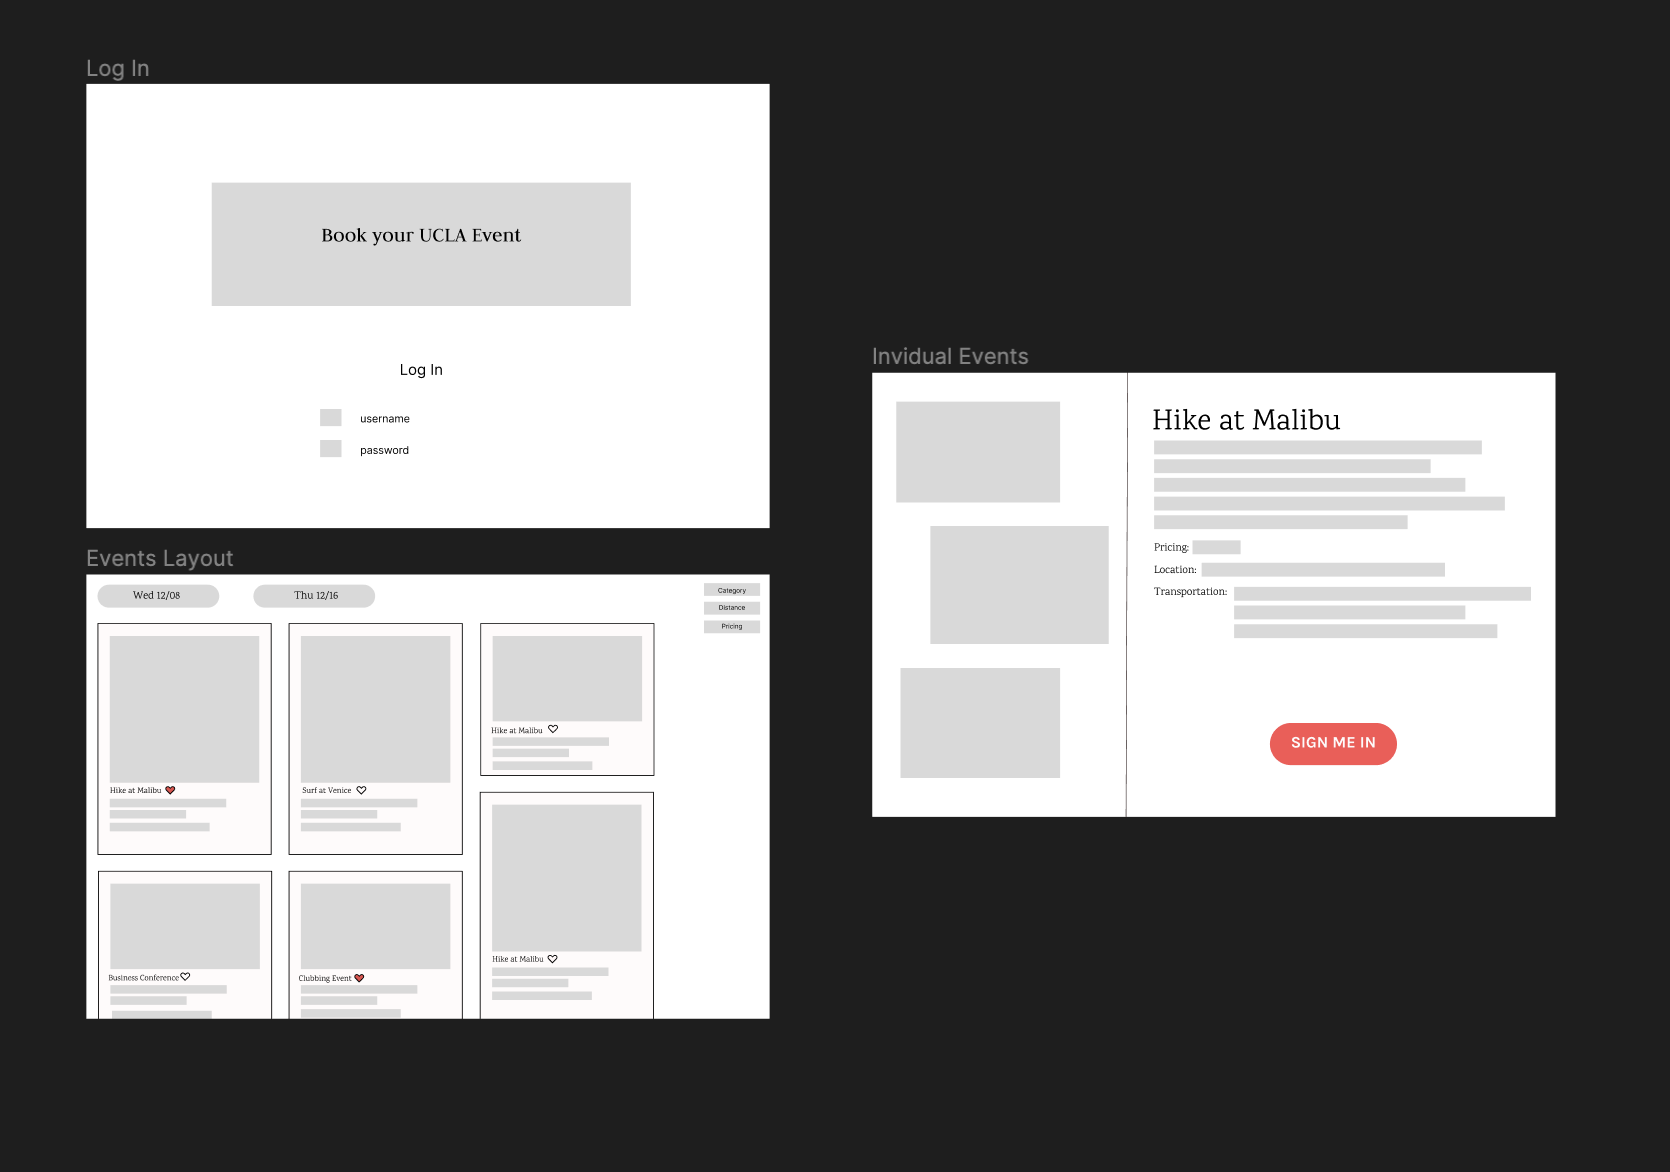 Log In
Book your UCLA Event
Log In
username
password
Events Layout
Wed 12/08
Thu 12/16
Category
Distance
Pricing
Hike at Malibu
Surf at Venice
Hike at Malibu
Business Conference
Clubbing Event
Hike at Malibu
Invidual Events
Hike at Malibu
Pricing:
Location:
Transportation:
SIGN ME IN